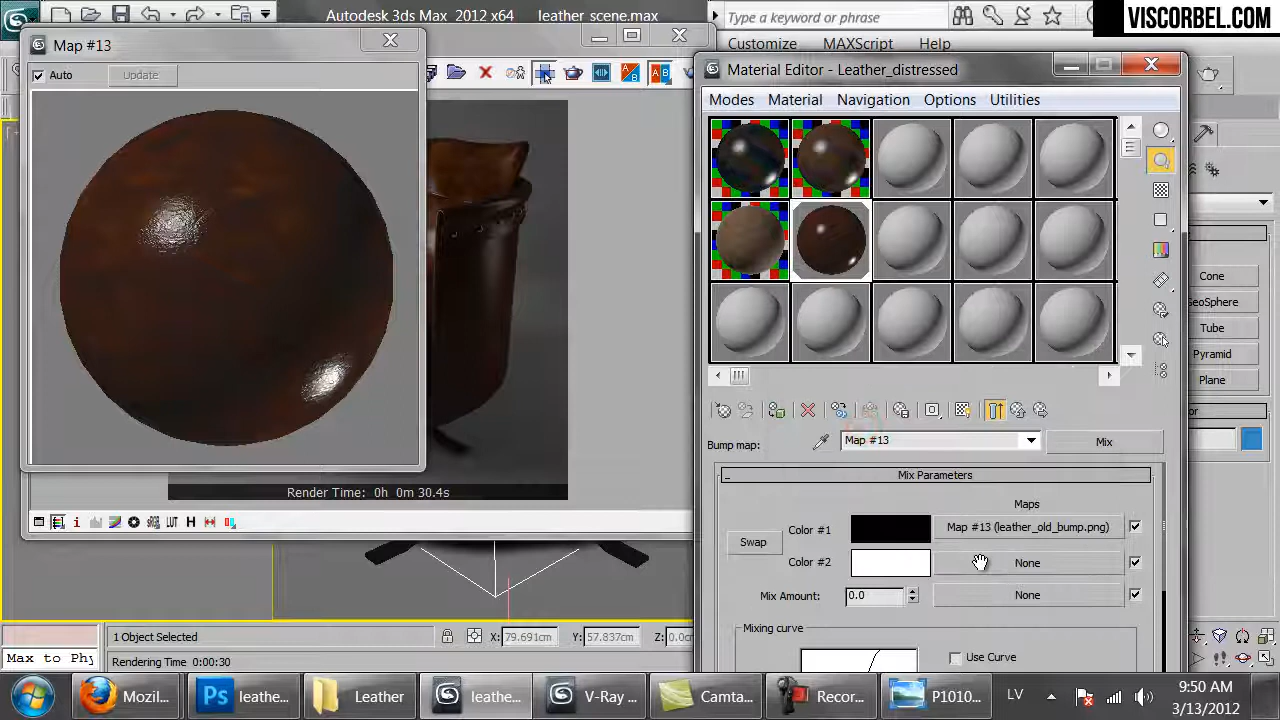 Autodesk 3ds Max 2012 x64 leather_scene.max
Type a keyword or phrase
VISCORBEL.COM
Customize MAXScript Help
Map #13
Auto Update
Material Editor - Leather_distressed
Modes Material Navigation Options Utilities
Bump map: Map #13 Mix
Mix Parameters
Maps
Swap
Color #1 Map #13 (leather_old_bump.png)
Color #2 None
Mix Amount: 0.0 None
Mixing curve
Use Curve
Cone
GeoSphere
Tube
Pyramid
Plane
or
Render Time: 0h 0m 30.4s
LUT H
1 Object Selected X: 79.691cm Y: 57.837cm Z: 0.0c
Max to Phy Rendering Time 0:00:30
Mozil... leathe... Leather leathe... V-Ray ... Camta... Recor... P1010... LV 9:50 AM
3/13/2012